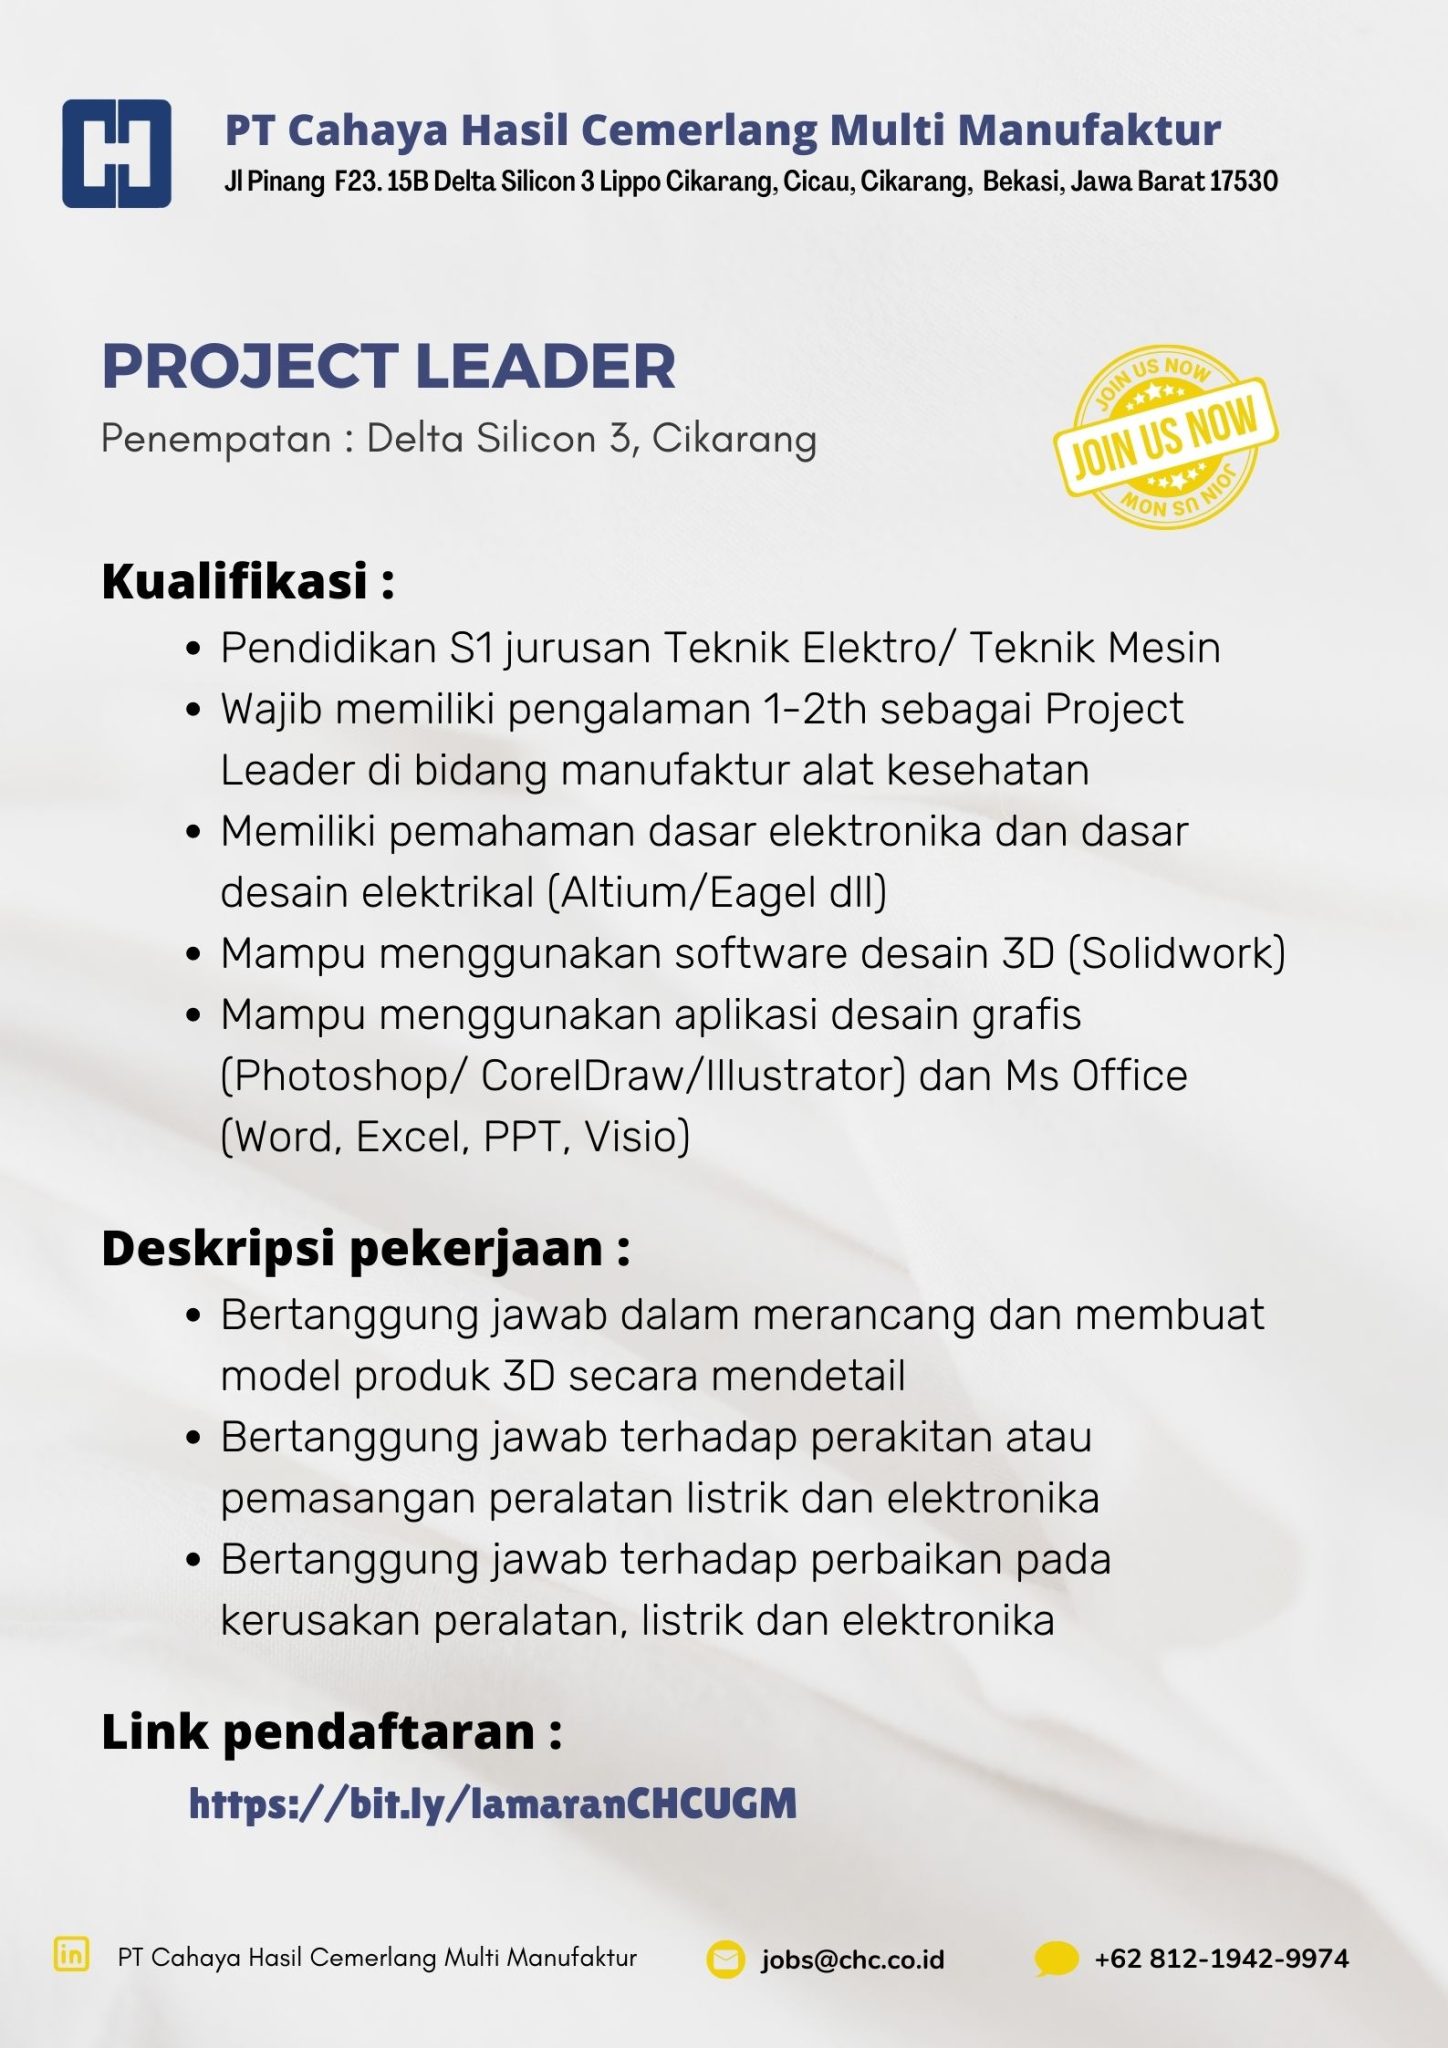 PT Cahaya Hasil Cemerlang Multi Manufaktur
Jl Pinang F23. 15B Delta Silicon 3 Lippo Cikarang, Cicau, Cikarang, Bekasi, Jawa Barat 17530
PROJECT LEADER
Penempatan : Delta Silicon 3, Cikarang
JOIN US NOW
JOIN US NOW
JOIN US NOW
Kualifikasi :
• Pendidikan S1 jurusan Teknik Elektro/ Teknik Mesin
• Wajib memiliki pengalaman 1-2th sebagai Project
Leader di bidang manufaktur alat kesehatan
• Memiliki pemahaman dasar elektronika dan dasar
desain elektrikal (Altium/Eagel dll)
• Mampu menggunakan software desain 3D (Solidwork)
• Mampu menggunakan aplikasi desain grafis
(Photoshop/ CorelDraw/Illustrator) dan Ms Office
(Word, Excel, PPT, Visio)
Deskripsi pekerjaan :
• Bertanggung jawab dalam merancang dan membuat
model produk 3D secara mendetail
• Bertanggung jawab terhadap perakitan atau
pemasangan peralatan listrik dan elektronika
• Bertanggung jawab terhadap perbaikan pada
kerusakan peralatan, listrik dan elektronika
Link pendaftaran :
https://bit.ly/lamaranCHCUGM
in PT Cahaya Hasil Cemerlang Multi Manufaktur
jobs@chc.co.id
+62 812-1942-9974